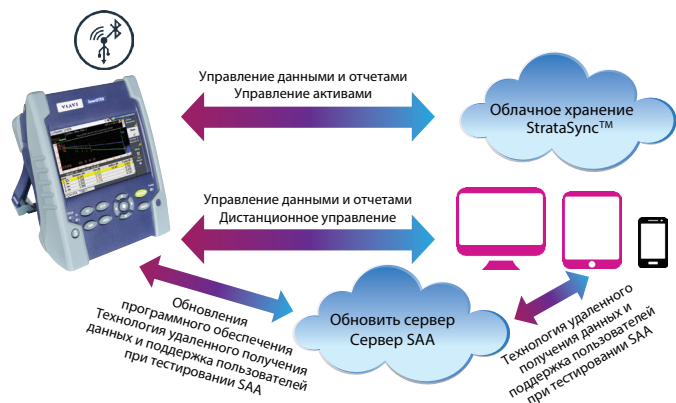 VIAVI
Управление данными и отчетами
Управление активами
Облачное хранение
StrataSync™
Управление данными и отчетами
Дистанционное управление
Обновления
программного обеспечения
Технология удаленного получения
данных и поддержка пользователей
при тестировании SAA
Обновить сервер
Сервер SAA
Технология удаленного
получения данных и
поддержка пользователей
при тестировании SAA